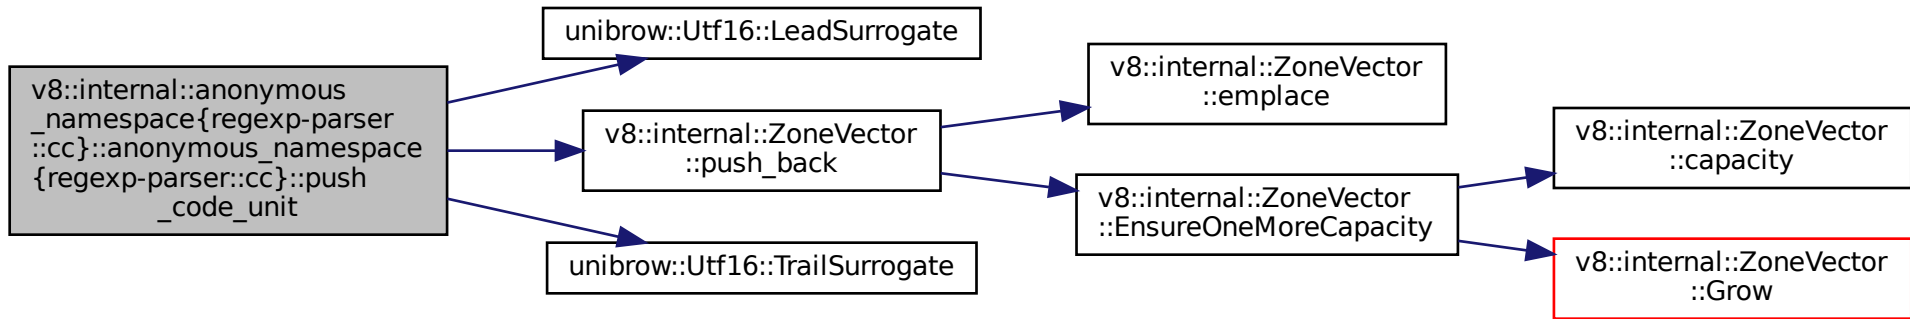 v8::internal::anonymous
_namespace{regexp-parser
::cc}::anonymous_namespace
{regexp-parser::cc}::push
_code_unit
unibrow::Utf16::LeadSurrogate
v8::internal::ZoneVector
::push_back
unibrow::Utf16::TrailSurrogate
v8::internal::ZoneVector
::emplace
v8::internal::ZoneVector
::EnsureOneMoreCapacity
v8::internal::ZoneVector
::capacity
v8::internal::ZoneVector
::Grow